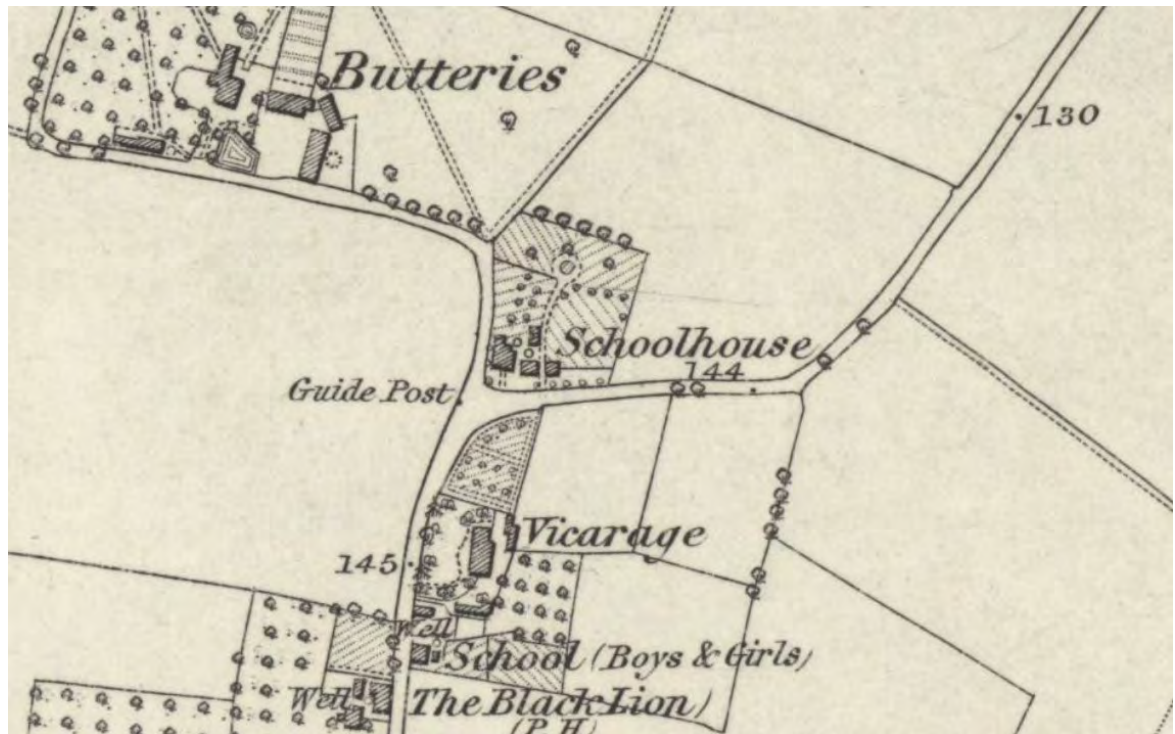 Butteries
130
Schoolhouse
144
Guide Post
Vicarage
145
Well
School (Boys & Girls)
Well
The Black Lion
(P.H)